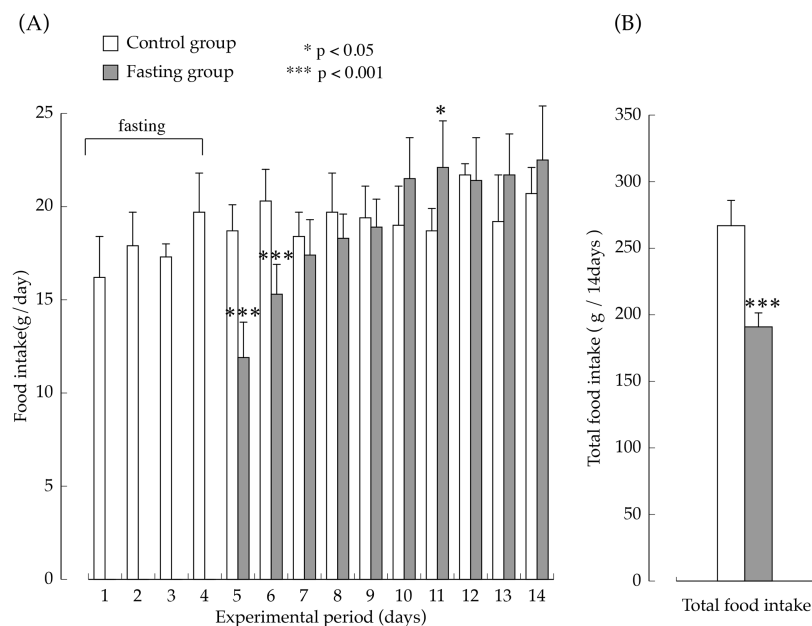 (A)
Control group
Fasting group
* p < 0.05
*** p < 0.001
fasting
Food intake(g/day)
25
20
15
10
5
0
***
***
*
1 2 3 4 5 6 7 8 9 10 11 12 13 14
Experimental period (days)
(B)
Total food intake ( g / 14days )
350
300
250
200
150
100
50
0
***
Total food intake